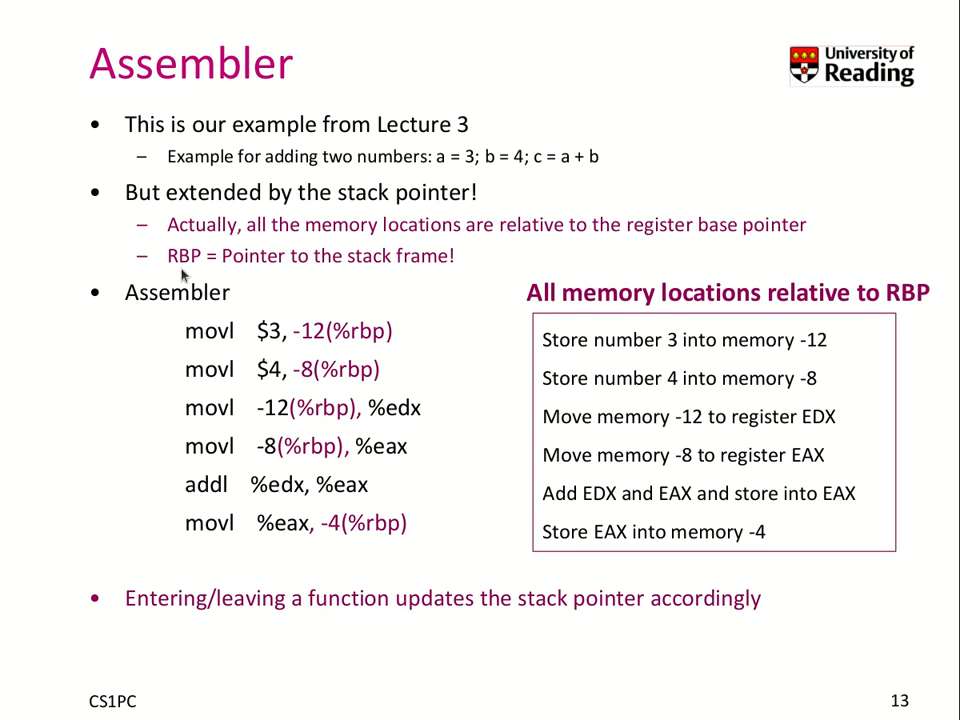 Assembler
University of
Reading
• This is our example from Lecture 3
– Example for adding two numbers: a = 3; b = 4; c = a + b
• But extended by the stack pointer!
– Actually, all the memory locations are relative to the register base pointer
– RBP = Pointer to the stack frame!
• Assembler
movl $3, -12(%rbp)
movl $4, -8(%rbp)
movl -12(%rbp), %edx
movl -8(%rbp), %eax
addl %edx, %eax
movl %eax, -4(%rbp)
All memory locations relative to RBP
Store number 3 into memory -12
Store number 4 into memory -8
Move memory -12 to register EDX
Move memory -8 to register EAX
Add EDX and EAX and store into EAX
Store EAX into memory -4
• Entering/leaving a function updates the stack pointer accordingly
CS1PC
13